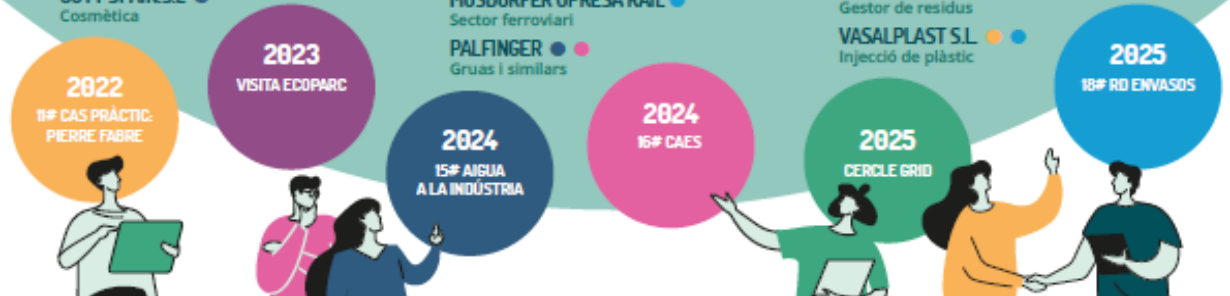 Cosmètica
2022
11# CAS PRÀCTIC:
PIERRE FABRE
2023
VISITA ECOPARC
Sector ferroviari
PALFINGER
Gruas i similars
2024
15# AIGUA
A LA INDÚSTRIA
2024
16# CAES
Gestor de residus
VASALPLAST S.L
Injecció de plàstic
2025
CERCLE GRID
2025
18# RD ENVASOS